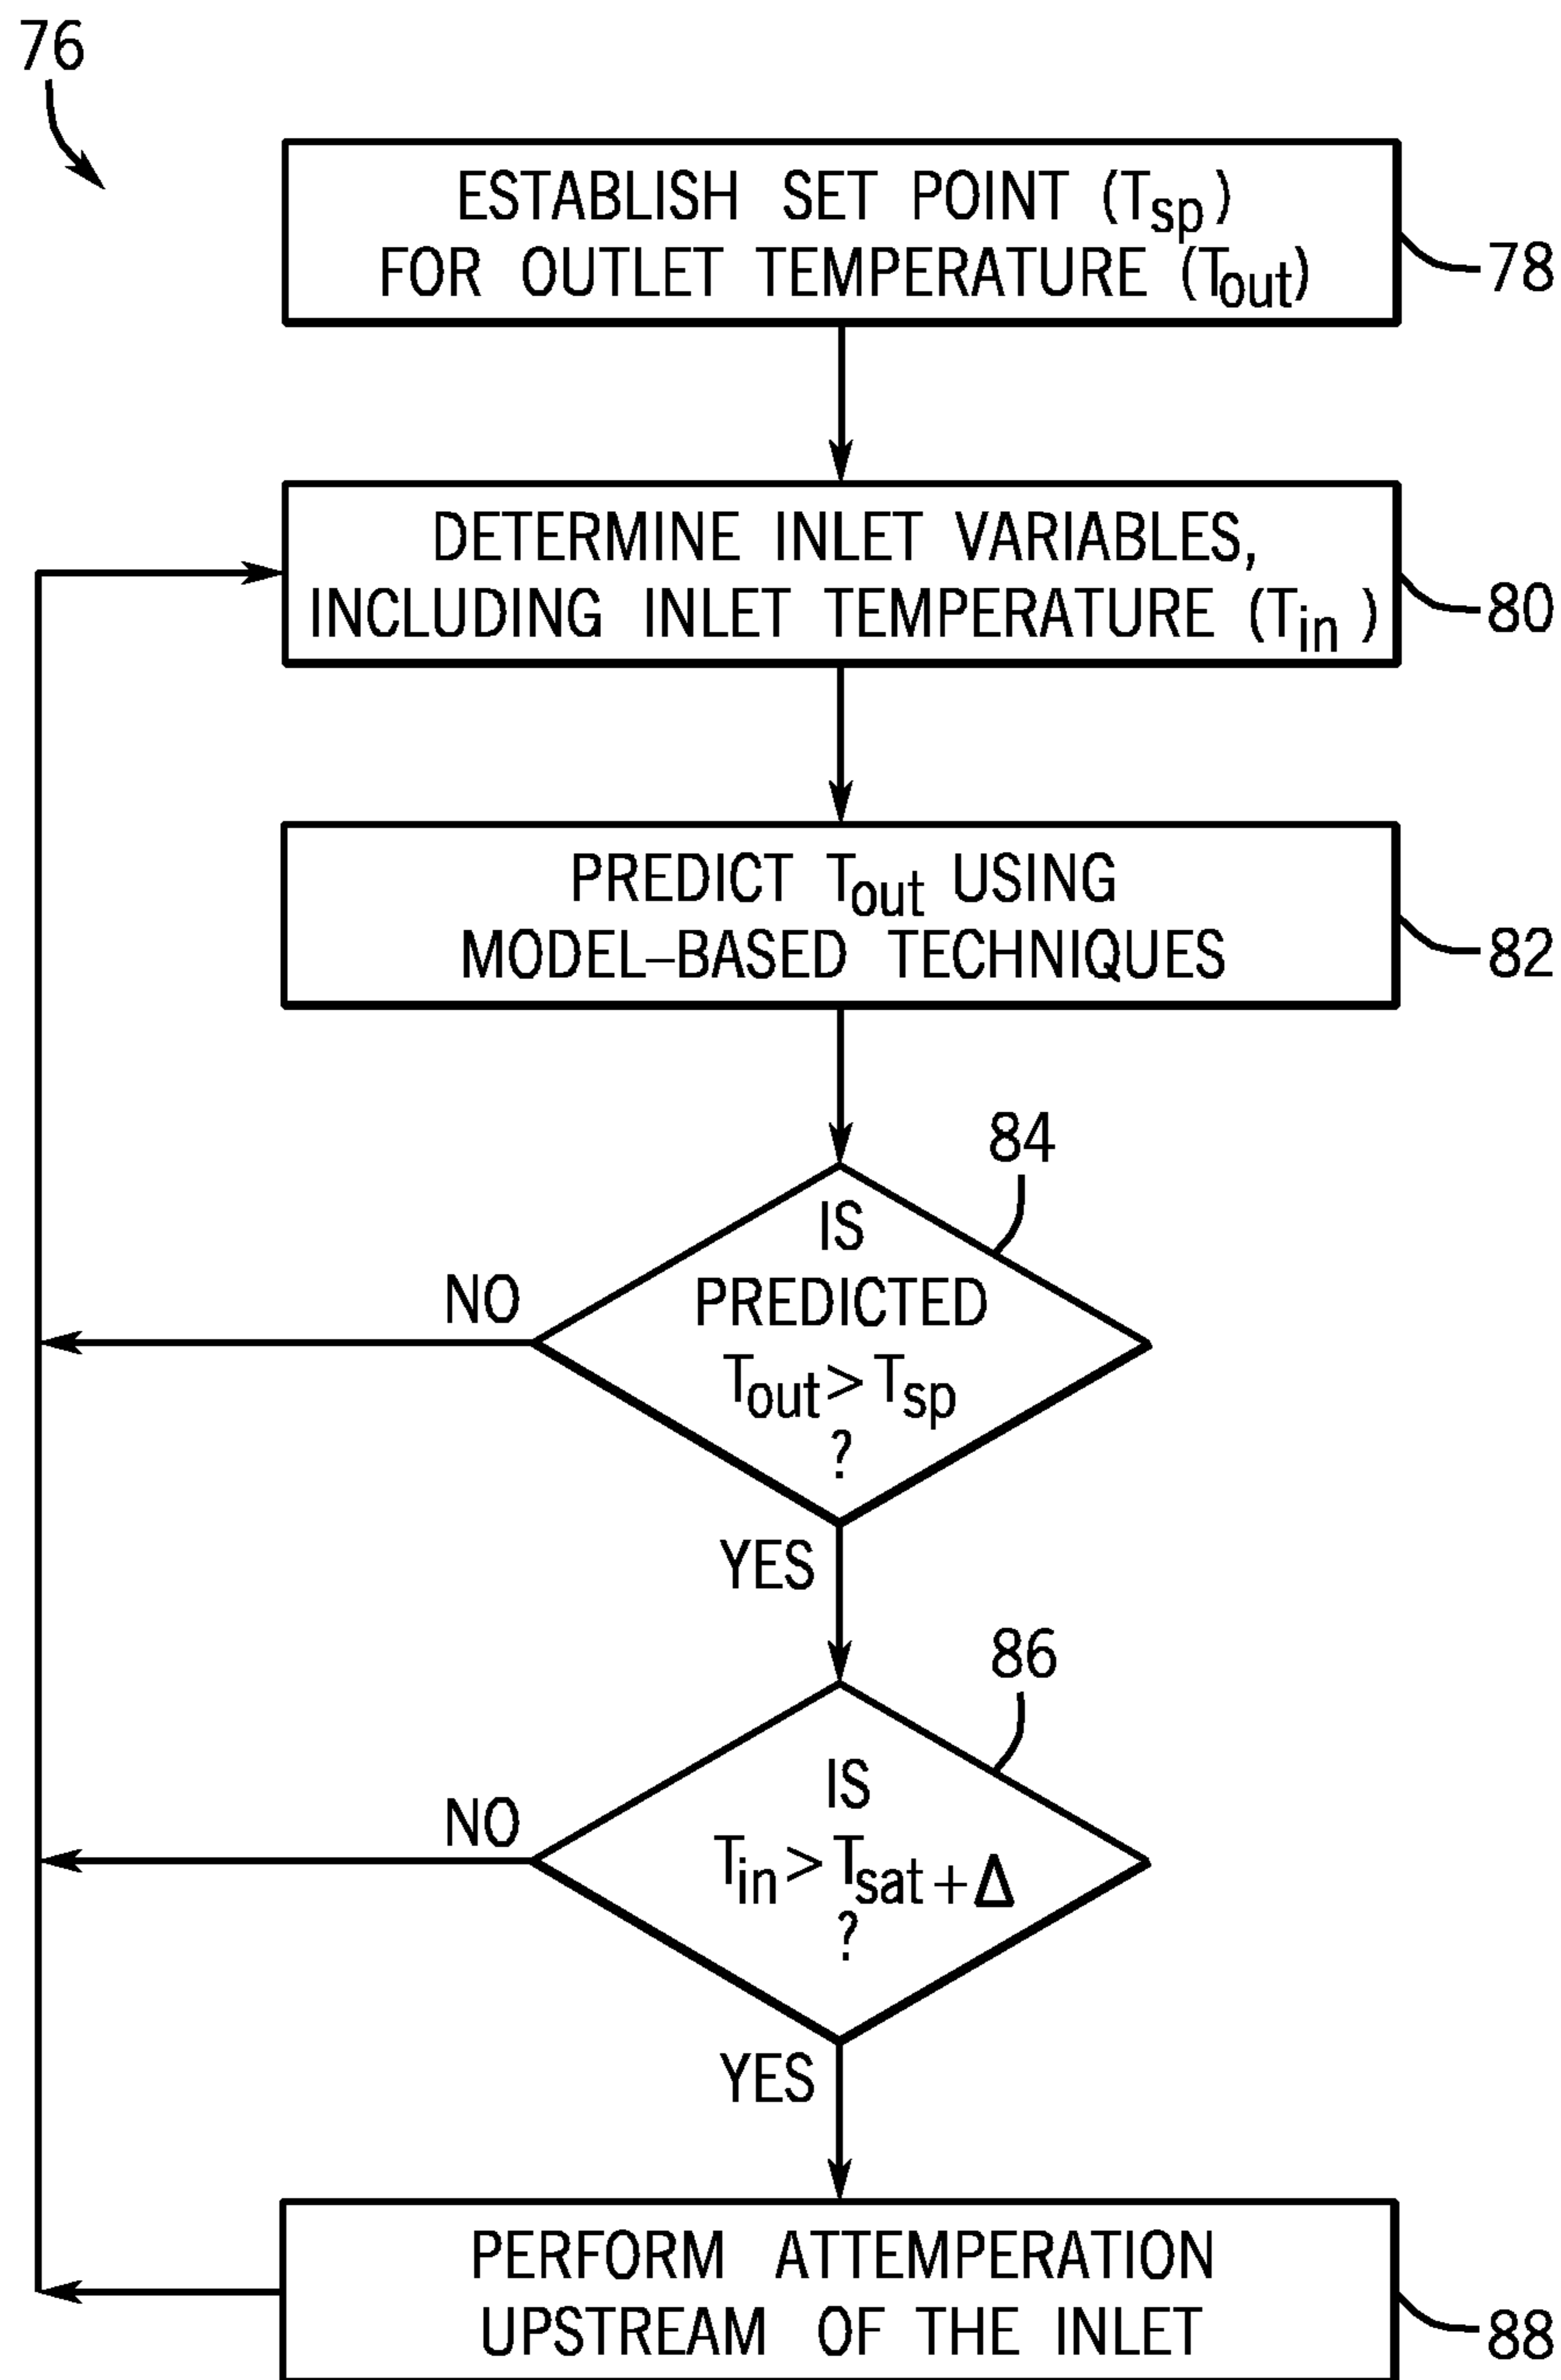 76
ESTABLISH SET POINT (Tsp)
FOR OUTLET TEMPERATURE (Tout)
78
DETERMINE INLET VARIABLES,
INCLUDING INLET TEMPERATURE (Tin )
80
PREDICT Tout USING
MODEL-BASED TECHNIQUES
82
84
IS
PREDICTED
Tout > Tsp
?
NO
YES
86
IS
Tin > Tsat + Δ
?
NO
YES
PERFORM ATTEMPERATION
UPSTREAM OF THE INLET
88